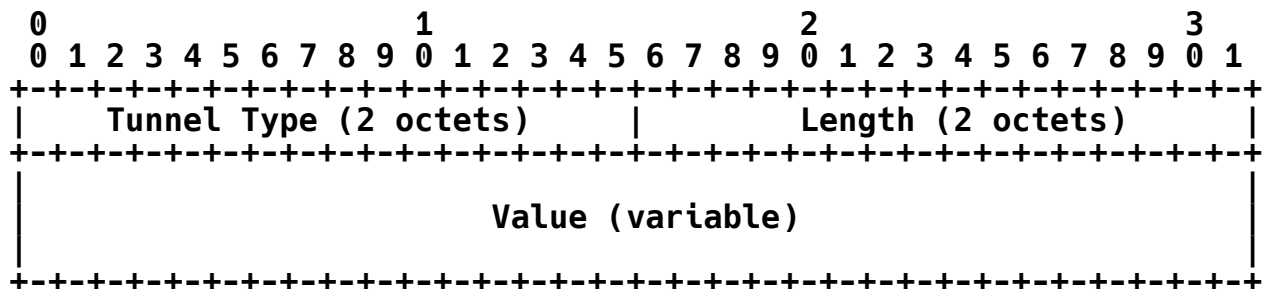 0                   1                   2                   3
 0 1 2 3 4 5 6 7 8 9 0 1 2 3 4 5 6 7 8 9 0 1 2 3 4 5 6 7 8 9 0 1
+-+-+-+-+-+-+-+-+-+-+-+-+-+-+-+-+-+-+-+-+-+-+-+-+-+-+-+-+-+-+-+-+
|    Tunnel Type (2 octets)     |        Length (2 octets)      |
+-+-+-+-+-+-+-+-+-+-+-+-+-+-+-+-+-+-+-+-+-+-+-+-+-+-+-+-+-+-+-+-+
|                                                               |
|                        Value (variable)                       |
|                                                               |
+-+-+-+-+-+-+-+-+-+-+-+-+-+-+-+-+-+-+-+-+-+-+-+-+-+-+-+-+-+-+-+-+